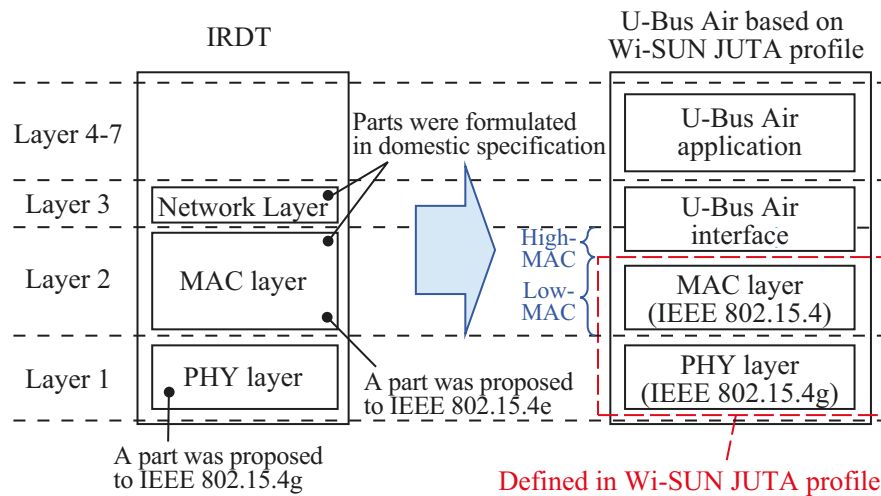 IRDT
U-Bus Air based on
Wi-SUN JUTA profile
Layer 4-7
Parts were formulated
in domestic specification
U-Bus Air
application
Layer 3
Network Layer
U-Bus Air
interface
High-
MAC
Layer 2
MAC layer
Low-
MAC
MAC layer
(IEEE 802.15.4)
Layer 1
PHY layer
A part was proposed
to IEEE 802.15.4e
PHY layer
(IEEE 802.15.4g)
A part was proposed
to IEEE 802.15.4g
Defined in Wi-SUN JUTA profile